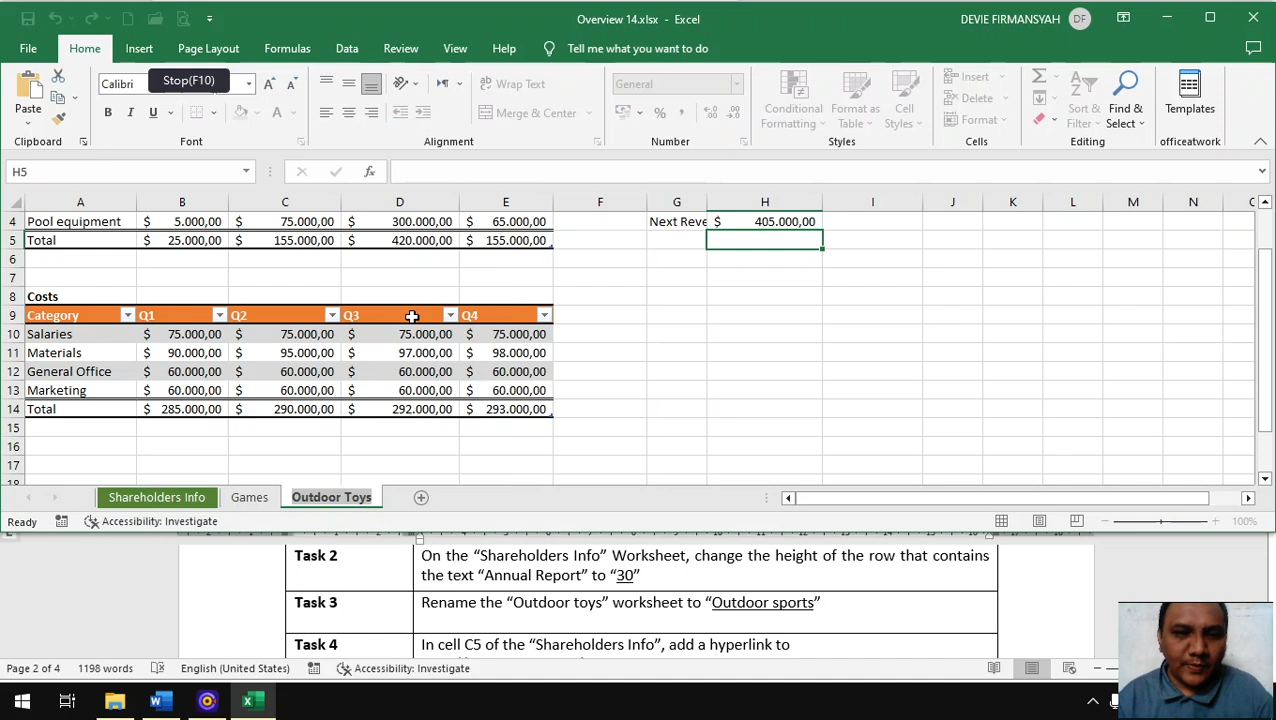 Overview 14.xlsx - Excel
DEVIE FIRMANSYAH
DF
File Home Insert Page Layout Formulas Data Review View Help Tell me what you want to do
Stop(F10)
Paste
Calibri
General
Wrap Text
Merge & Center
Conditional Formatting
Format as Table
Cell Styles
Insert
Delete
Format
Sort & Filter
Find & Select
Templates
Clipboard Font Alignment Number Styles Cells Editing officeatwork
H5
A B C D E F G H I J K L M N
4 Pool equipment $ 5.000,00 $ 75.000,00 $ 300.000,00 $ 65.000,00 Next Reve $ 405.000,00
5 Total $ 25.000,00 $ 155.000,00 $ 420.000,00 $ 155.000,00
6
7
8 Costs
9 Category Q1 Q2 Q3 Q4
10 Salaries $ 75.000,00 $ 75.000,00 $ 75.000,00 $ 75.000,00
11 Materials $ 90.000,00 $ 95.000,00 $ 97.000,00 $ 98.000,00
12 General Office $ 60.000,00 $ 60.000,00 $ 60.000,00 $ 60.000,00
13 Marketing $ 60.000,00 $ 60.000,00 $ 60.000,00 $ 60.000,00
14 Total $ 285.000,00 $ 290.000,00 $ 292.000,00 $ 293.000,00
15
16
17
Shareholders Info Games Outdoor Toys
Ready Accessibility: Investigate 100%
Task 2 On the “Shareholders Info” Worksheet, change the height of the row that contains
the text “Annual Report” to “30”
Task 3 Rename the “Outdoor toys” worksheet to “Outdoor sports”
Task 4 In cell C5 of the “Shareholders Info”, add a hyperlink to
Page 2 of 4 1198 words English (United States) Accessibility: Investigate